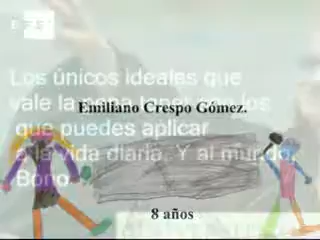 EFE
Los únicos ideales que
vale la pena tener son los
Emiliano Crespo Gómez.
que puedes aplicar
a la vida diaria. Y al mundo.
Bono
8 años